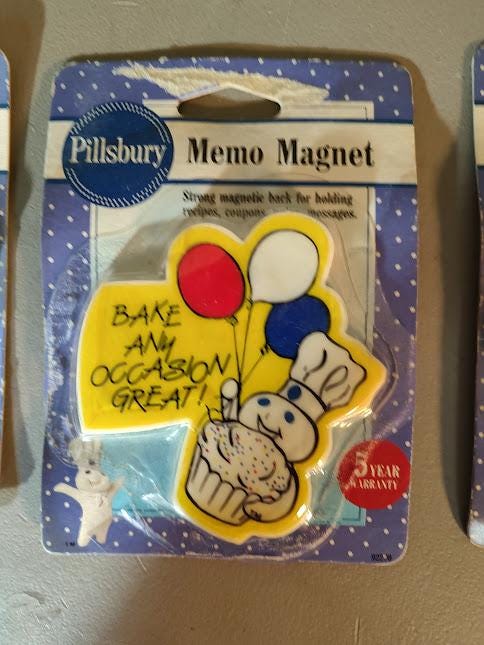 Pillsbury
Memo Magnet
Strong magnetic back for holding
recipes, coupons, messages.
BAKE
ANY
OCCASION
GREAT!
5 YEAR
WARRANTY